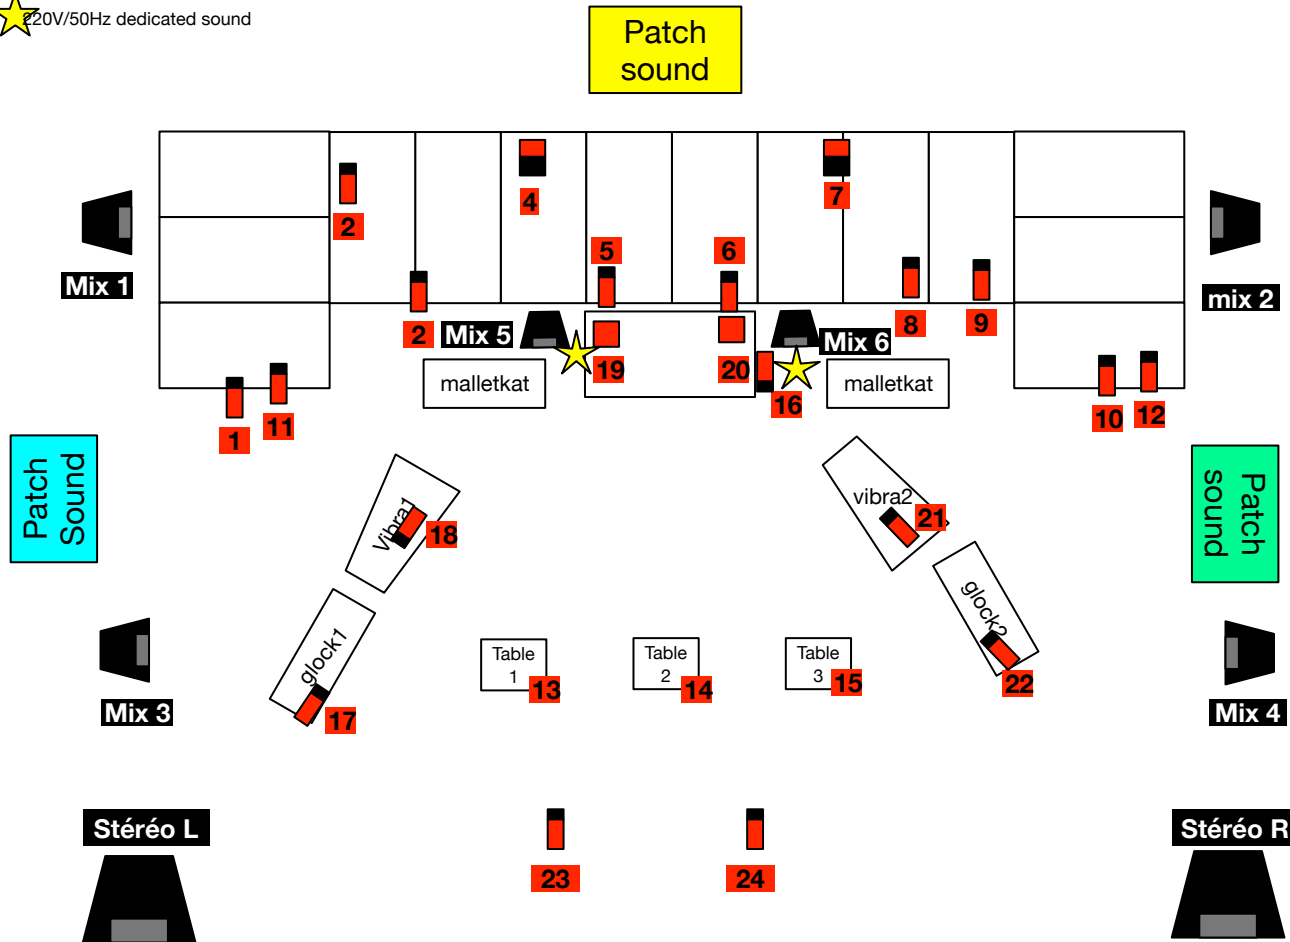 220V/50Hz dedicated sound
Patch
sound
4
7
2
5
6
Mix 1
mix 2
2
Mix 5
Mix 6
8
9
19
20
malletkat
malletkat
16
1
11
10
12
Patch
Sound
Patch
sound
Vibra1
18
vibra2
21
glock1
17
glock2
22
Table
1
13
Table
2
14
Table
3
15
Mix 3
Mix 4
Stéréo L
Stéréo R
23
24